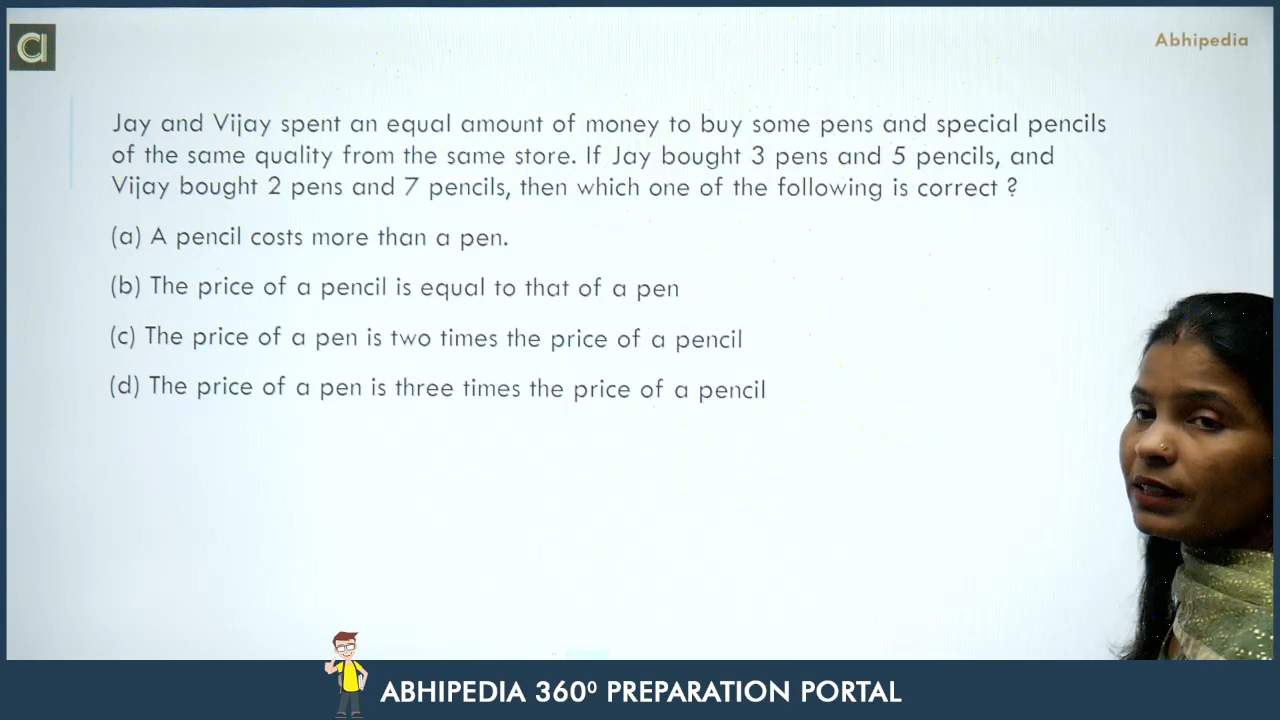 Abhipedia
Jay and Vijay spent an equal amount of money to buy some pens and special pencils
of the same quality from the same store. If Jay bought 3 pens and 5 pencils, and
Vijay bought 2 pens and 7 pencils, then which one of the following is correct ?
(a) A pencil costs more than a pen.
(b) The price of a pencil is equal to that of a pen
(c) The price of a pen is two times the price of a pencil
(d) The price of a pen is three times the price of a pencil
ABHIPEDIA 360⁰ PREPARATION PORTAL